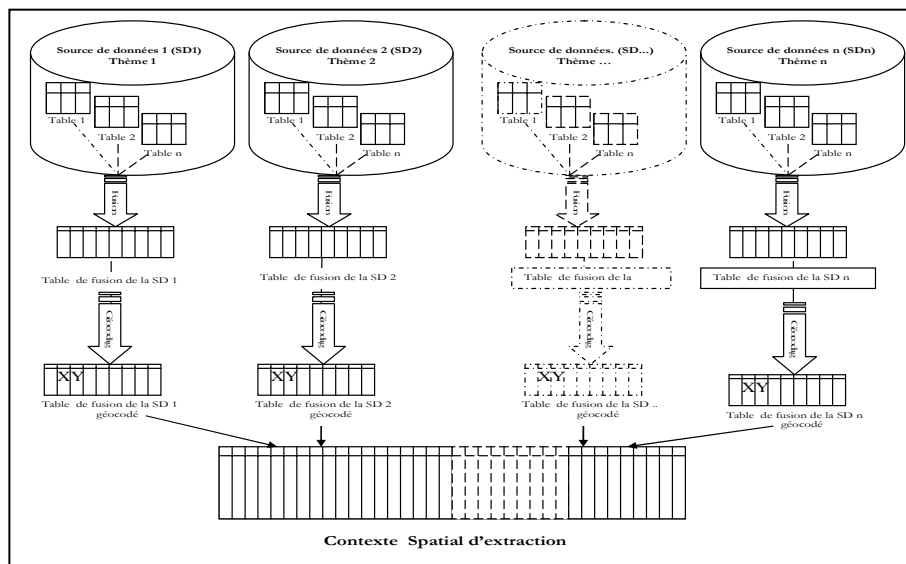 Source de données 1 (SD1)
Thème 1
Table 1
Table 2
Table n
Fusion
Table de fusion de la SD 1
Géocodg
XY
Table de fusion de la SD 1
géocodé
Source de données 2 (SD2)
Thème 2
Table 1
Table 2
Table n
Fusion
Table de fusion de la SD 2
Géocodg
XY
Table de fusion de la SD 2
géocodé
Source de données. (SD...)
Thème ...
Table 1
Table 2
Table n
Fusion
Table de fusion de la
Géocodg
XY
Table de fusion de la SD ..
géocodé
Source de données n (SDn)
Thème n
Table 1
Table 2
Table n
Fusion
Table de fusion de la SD n
Géocodg
XY
Table de fusion de la SD n
géocodé
Contexte Spatial d'extraction